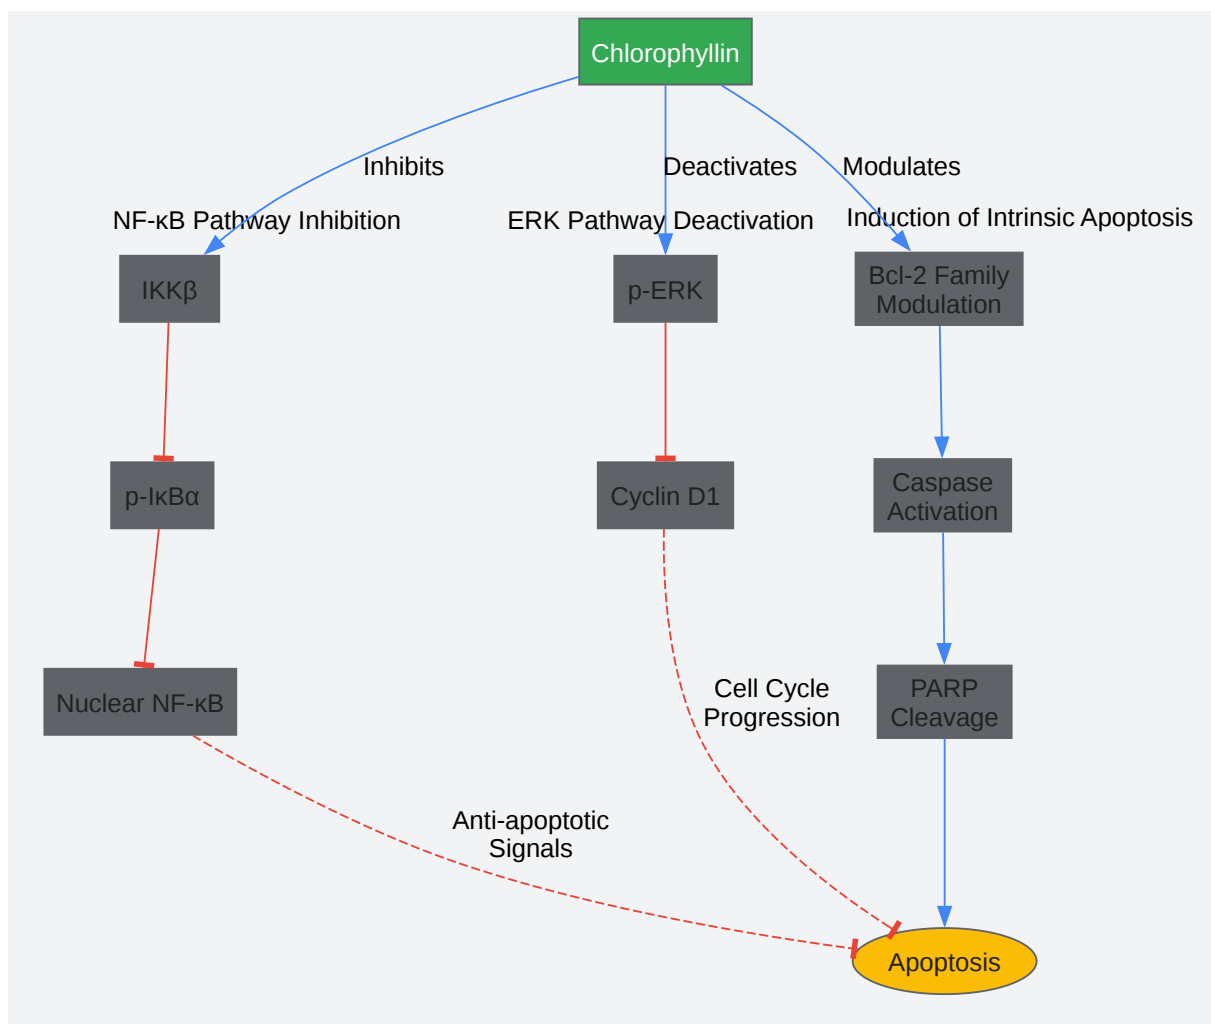 Chlorophyllin
Inhibits
Deactivates
Modulates
NF-κB Pathway Inhibition
ERK Pathway Deactivation
Induction of Intrinsic Apoptosis
IKKβ
p-ERK
Bcl-2 Family
Modulation
p-IκBα
Cyclin D1
Caspase
Activation
Nuclear NF-κB
Cell Cycle
Progression
PARP
Cleavage
Anti-apoptotic
Signals
Apoptosis